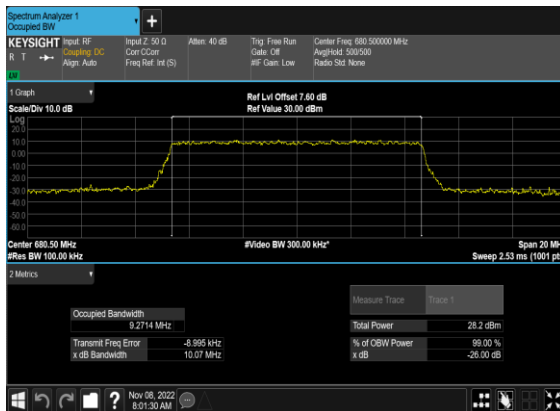 Spectrum Analyzer 1
Occupied BW
KEYSIGHT
R T
LXI
Input: RF
Coupling: DC
Align: Auto
Input Z: 50 Ω
Corr CCorr
Freq Ref: Int (S)
Atten: 40 dB
Trig: Free Run
Gate: Off
#IF Gain: Low
Center Freq: 680.500000 MHz
Avg|Hold: 500/500
Radio Std: None
1 Graph
Scale/Div 10.0 dB
Ref Lvl Offset 7.60 dB
Ref Value 30.00 dBm
Log
20.0
10.0
0.00
-10.0
-20.0
-30.0
-40.0
-50.0
-60.0
Center 680.50 MHz
#Res BW 100.00 kHz
#Video BW 300.00 kHz*
Span 20 MH
Sweep 2.53 ms (1001 pt
2 Metrics
Occupied Bandwidth
9.2714 MHz
Transmit Freq Error -8.995 kHz
x dB Bandwidth 10.07 MHz
Measure Trace Trace 1
Total Power 28.2 dBm
% of OBW Power 99.00 %
x dB -26.00 dB
Nov 08, 2022
8:01:30 AM